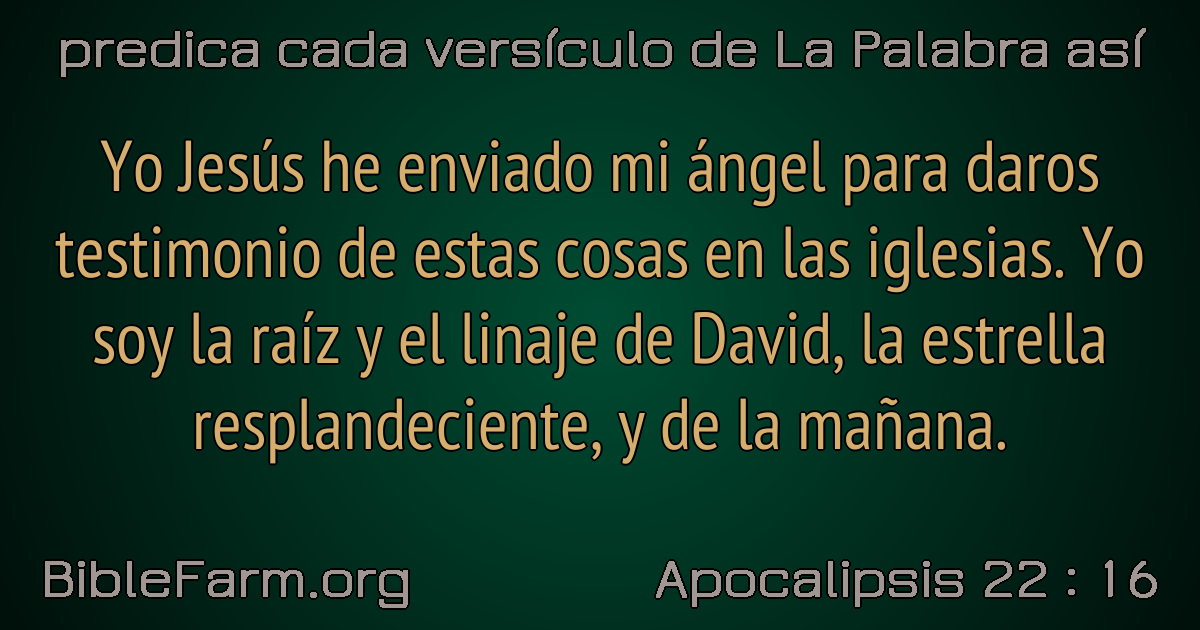 predica cada versículo de La Palabra así
Yo Jesús he enviado mi ángel para daros
testimonio de estas cosas en las iglesias. Yo
soy la raíz y el linaje de David, la estrella
resplandeciente, y de la mañana.
BibleFarm.org
Apocalipsis 22 : 16